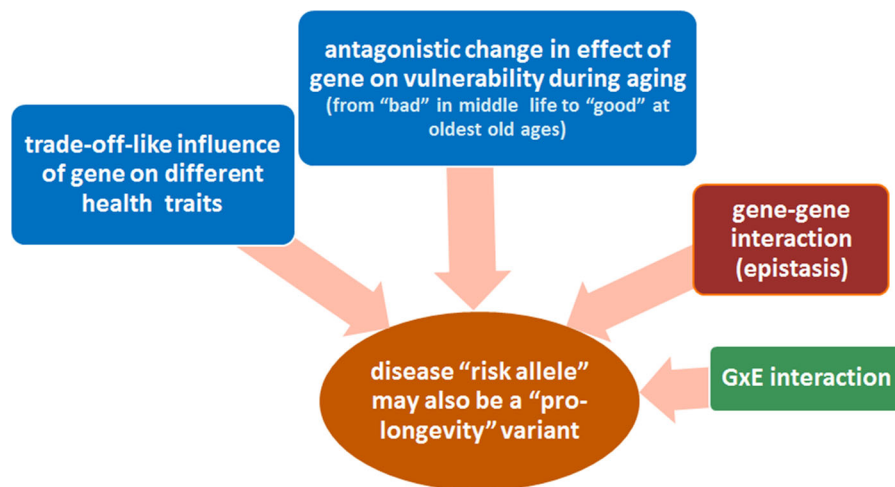 antagonistic change in effect of
gene on vulnerability during aging
(from “bad” in middle life to “good” at
oldest old ages)
trade-off-like influence
of gene on different
health traits
gene-gene
interaction
(epistasis)
GxE interaction
disease “risk allele”
may also be a “pro-
longevity” variant